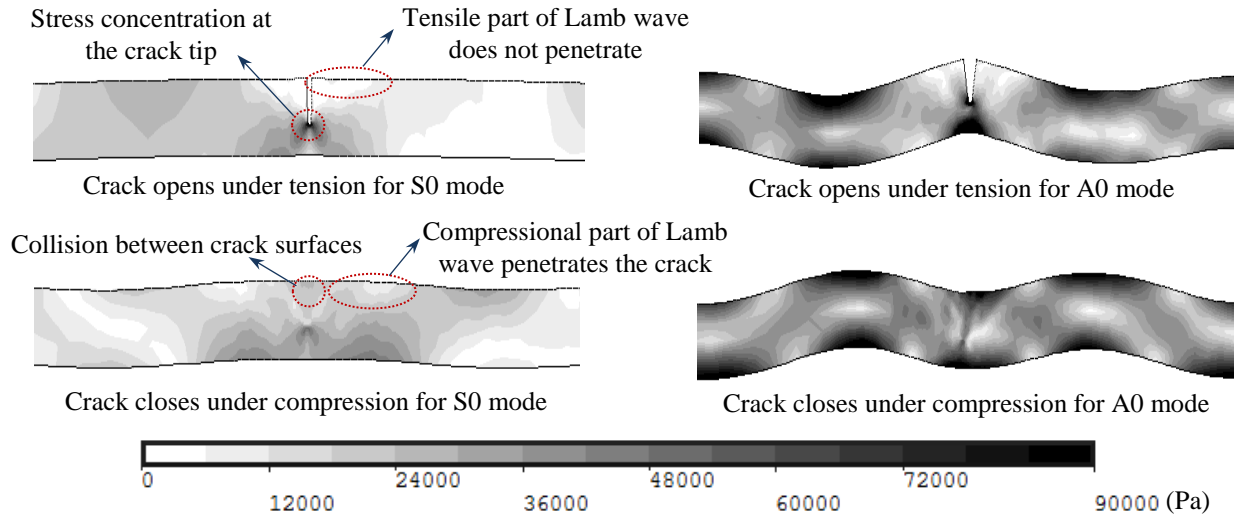 Stress concentration at
the crack tip
Tensile part of Lamb wave
does not penetrate
Crack opens under tension for S0 mode
Crack opens under tension for A0 mode
Collision between crack surfaces
Compressional part of Lamb
wave penetrates the crack
Crack closes under compression for S0 mode
Crack closes under compression for A0 mode
0 24000 48000 72000
12000 36000 60000 90000 (Pa)